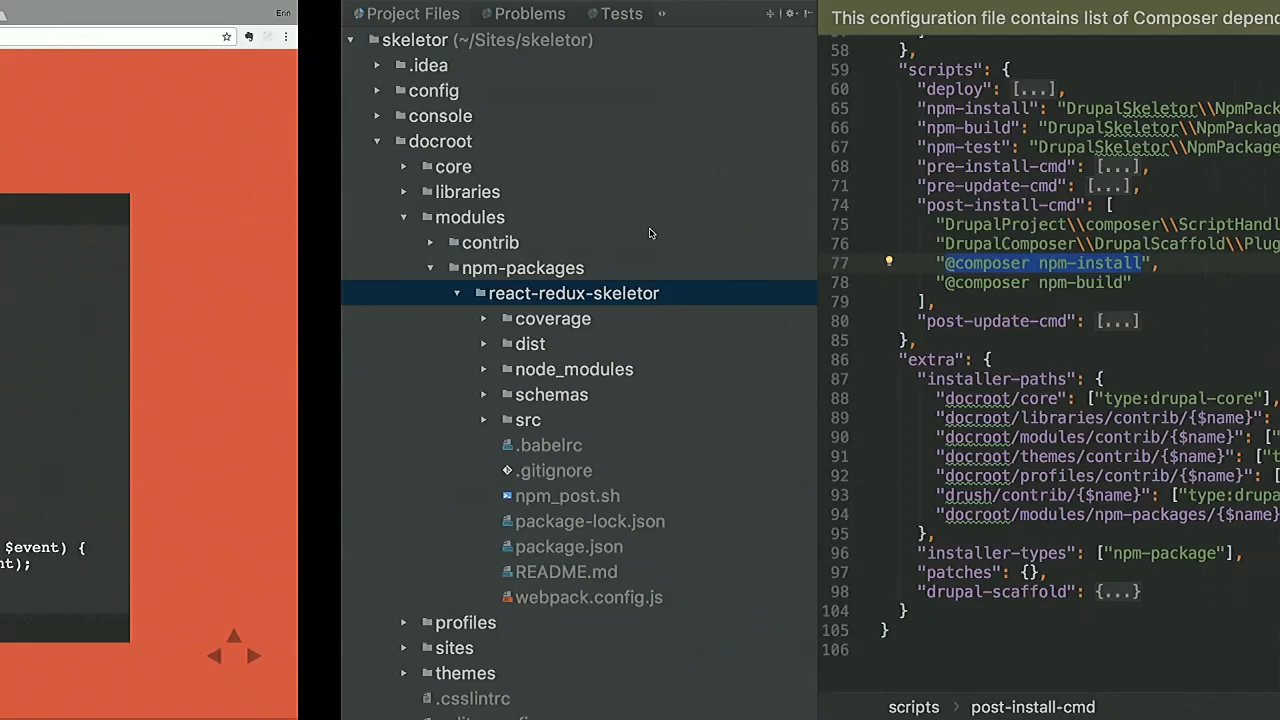 Erin
$event) {
nt);
Project Files
Problems
Tests
skeletor (~/Sites/skeletor)
.idea
config
console
docroot
core
libraries
modules
contrib
npm-packages
react-redux-skeletor
coverage
dist
node_modules
schemas
src
.babelrc
.gitignore
npm_post.sh
package-lock.json
package.json
README.md
webpack.config.js
profiles
sites
themes
.csslintrc
This configuration file contains list of Composer depend
58 },
59 "scripts": {
60 "deploy": [...],
65 "npm-install": "DrupalSkeletor\\NpmPack
66 "npm-build": "DrupalSkeletor\\NpmPackag
67 "npm-test": "DrupalSkeletor\\NpmPackage
68 "pre-install-cmd": [...],
71 "pre-update-cmd": [...],
74 "post-install-cmd": [
75 "DrupalProject\\composer\\ScriptHandl
76 "DrupalComposer\\DrupalScaffold\\Plug
77 "@composer npm-install",
78 "@composer npm-build"
79 ],
80 "post-update-cmd": [...]
85 },
86 "extra": {
87 "installer-paths": {
88 "docroot/core": ["type:drupal-core"],
89 "docroot/libraries/contrib/{$name}":
90 "docroot/modules/contrib/{$name}": ["
91 "docroot/themes/contrib/{$name}": ["t
92 "docroot/profiles/contrib/{$name}": [
93 "drush/contrib/{$name}": ["type:drupa
94 "docroot/modules/npm-packages/{$name}
95 },
96 "installer-types": ["npm-package"],
97 "patches": {},
98 "drupal-scaffold": {...}
104 }
105 }
106
scripts > post-install-cmd